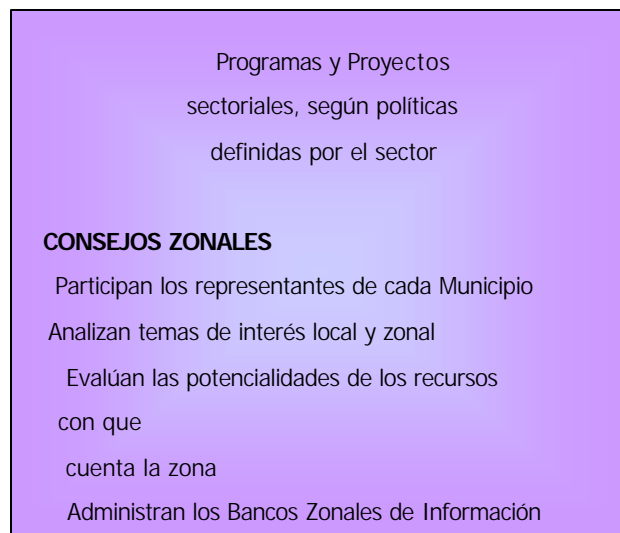 Programas y Proyectos
sectoriales, según políticas
definidas por el sector
CONSEJOS ZONALES
Participan los representantes de cada Municipio
Analizan temas de interés local y zonal
Evalúan las potencialidades de los recursos
con que
cuenta la zona
Administran los Bancos Zonales de Información